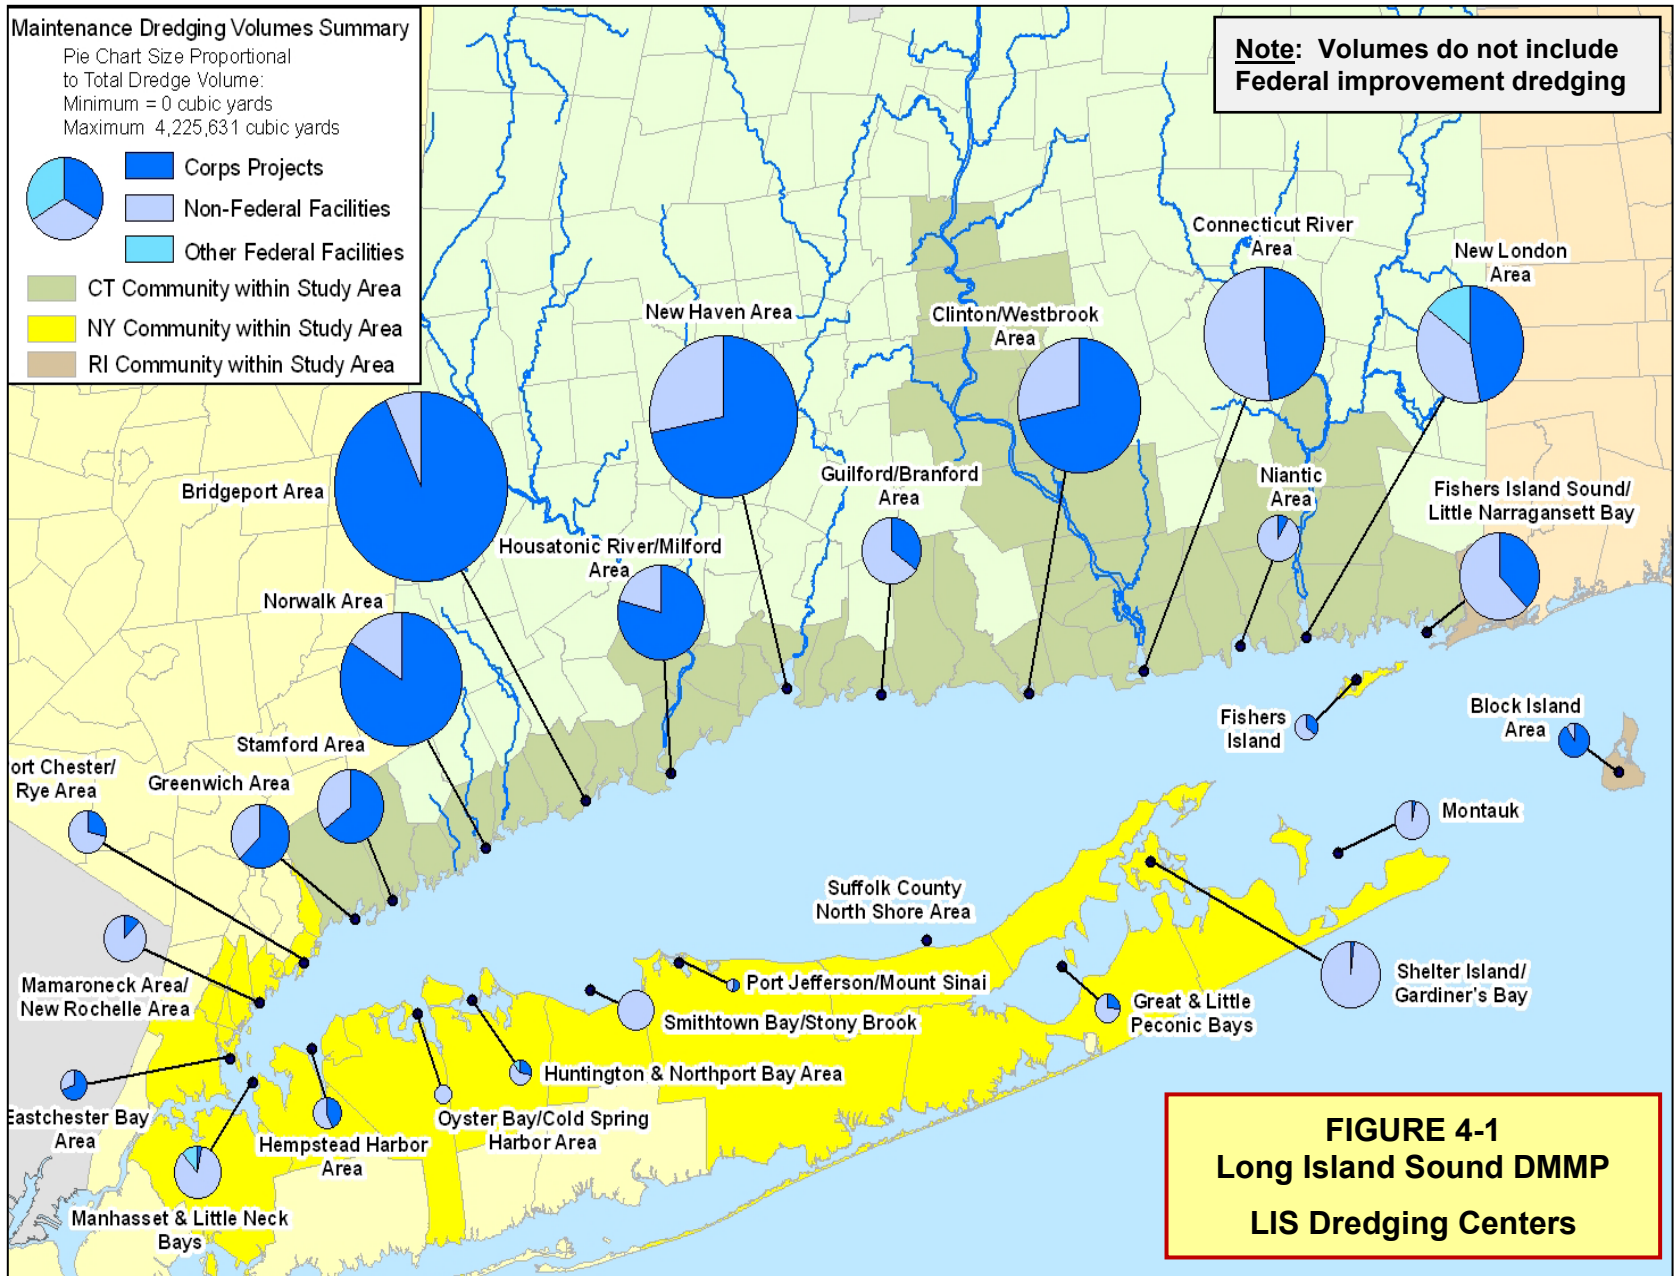 Maintenance Dredging Volumes Summary
Pie Chart Size Proportional
to Total Dredge Volume:
Minimum = 0 cubic yards
Maximum 4,225,631 cubic yards
Corps Projects
Non-Federal Facilities
Other Federal Facilities
CT Community within Study Area
NY Community within Study Area
RI Community within Study Area
Note: Volumes do not include
Federal improvement dredging
Connecticut River
Area
New London
Area
New Haven Area
Clinton/Westbrook
Area
Bridgeport Area
Guilford/Branford
Area
Niantic
Area
Fishers Island Sound/
Little Narragansett Bay
Housatonic River/Milford
Area
Norwalk Area
Stamford Area
Greenwich Area
ort Chester/
Rye Area
Fishers
Island
Block Island
Area
Montauk
Suffolk County
North Shore Area
Mamaroneck Area/
New Rochelle Area
Port Jefferson/Mount Sinai
Smithtown Bay/Stony Brook
Great & Little
Peconic Bays
Shelter Island/
Gardiner's Bay
Huntington & Northport Bay Area
Eastchester Bay
Area
Hempstead Harbor
Area
Oyster Bay/Cold Spring
Harbor Area
Manhasset & Little Neck
Bays
FIGURE 4-1
Long Island Sound DMMP
LIS Dredging Centers